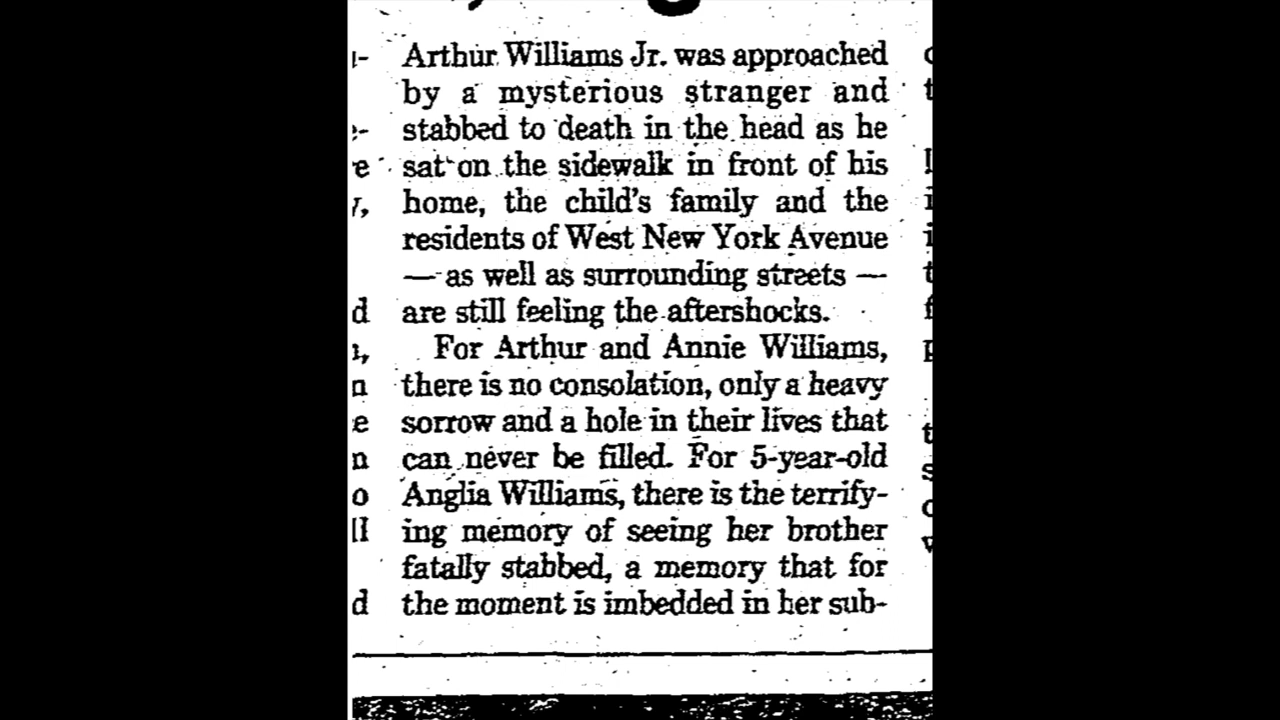 Arthur Williams Jr. was approached
by a mysterious stranger and
stabbed to death in the head as he
sat on the sidewalk in front of his
home, the child's family and the
residents of West New York Avenue
— as well as surrounding streets —
are still feeling the aftershocks.
For Arthur and Annie Williams,
there is no consolation, only a heavy
sorrow and a hole in their lives that
can never be filled. For 5-year-old
Anglia Williams, there is the terrify-
ing memory of seeing her brother
fatally stabbed, a memory that for
the moment is imbedded in her sub-